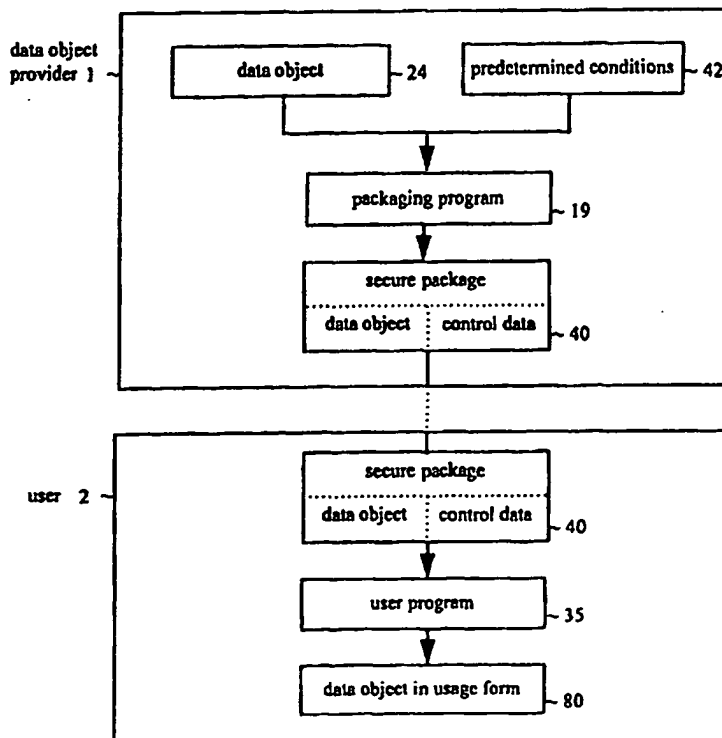 data object
provider 1
data object
24
predetermined conditions
42
packaging program
19
secure package
data object control data
40
user 2
secure package
data object control data
40
user program
35
data object in usage form
80